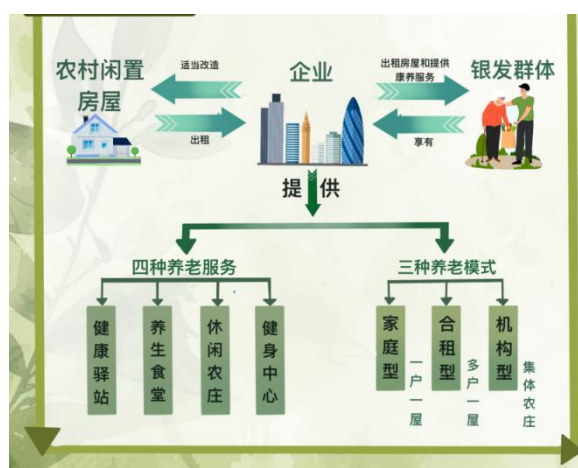 农村闲置
房屋
适当改造
出租
企业
出租房屋和提供
康养服务
享有
银发群体
提 供
四种养老服务
三种养老模式
健康驿站
养生食堂
休闲农庄
健身中心
家庭型
一户一屋
合租型
多户一屋
机构型
集体农庄